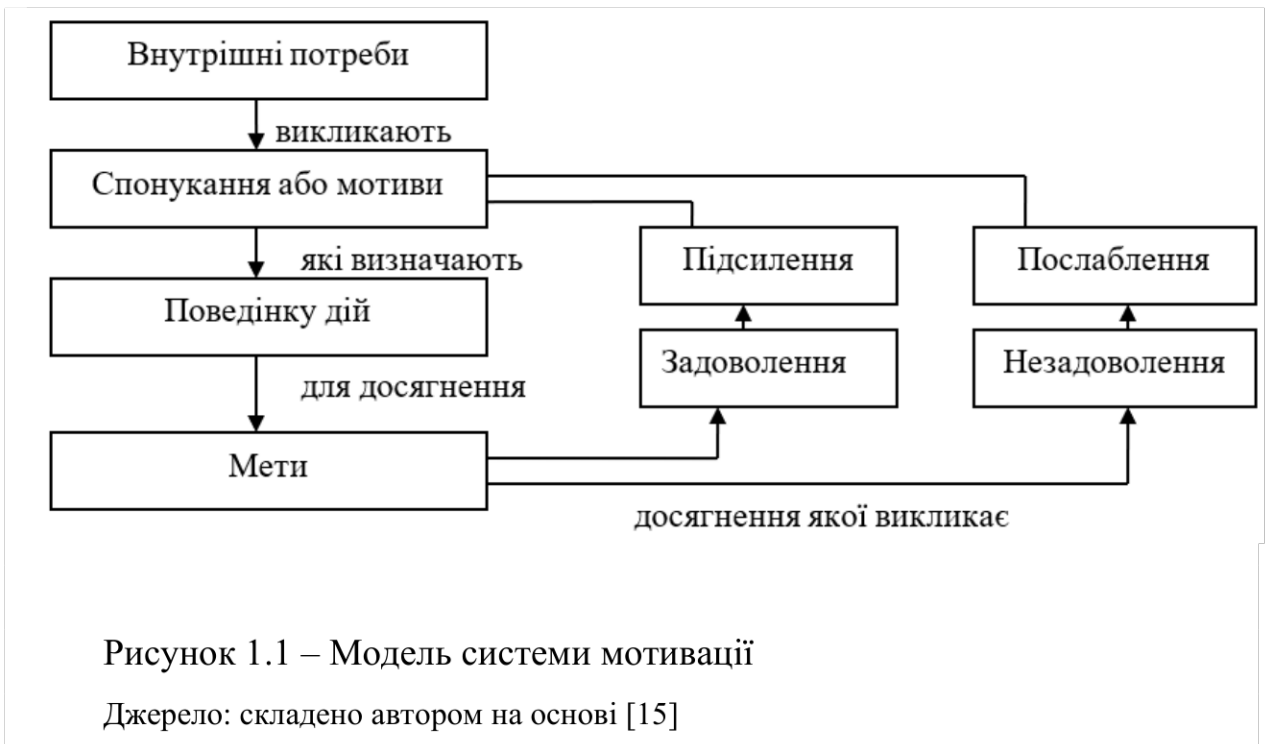 Внутрішні потреби
викликають
Спонукання або мотиви
які визначають
Підсилення
Послаблення
Поведінку дій
Задоволення
Незадоволення
для досягнення
Мети
досягнення якої викликає
Рисунок 1.1 – Модель системи мотивації
Джерело: складено автором на основі [15]